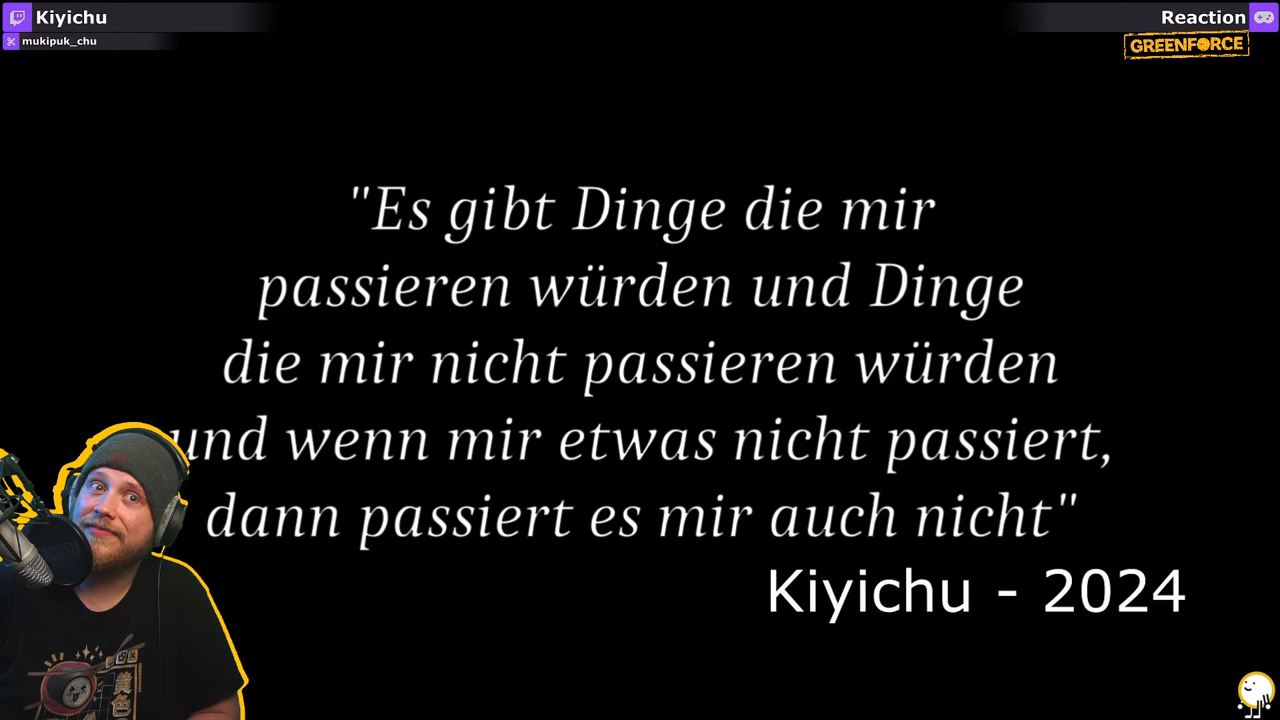 Kiyichu
mukipuk_chu
Reaction
GREENFORCE
"Es gibt Dinge die mir
passieren würden und Dinge
die mir nicht passieren würden
und wenn mir etwas nicht passiert,
dann passiert es mir auch nicht"
Kiyichu - 2024